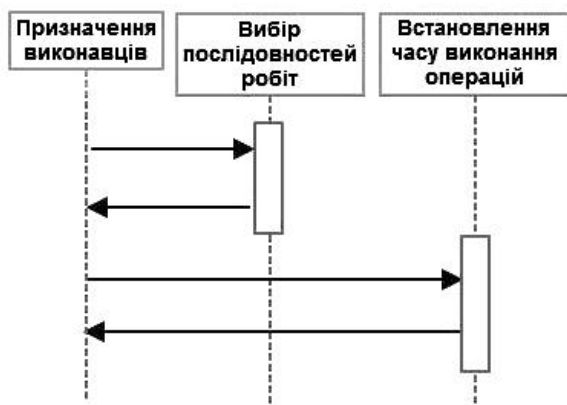 Призначення
виконавців
Вибір
послідовностей
робіт
Встановлення
часу виконання
операцій